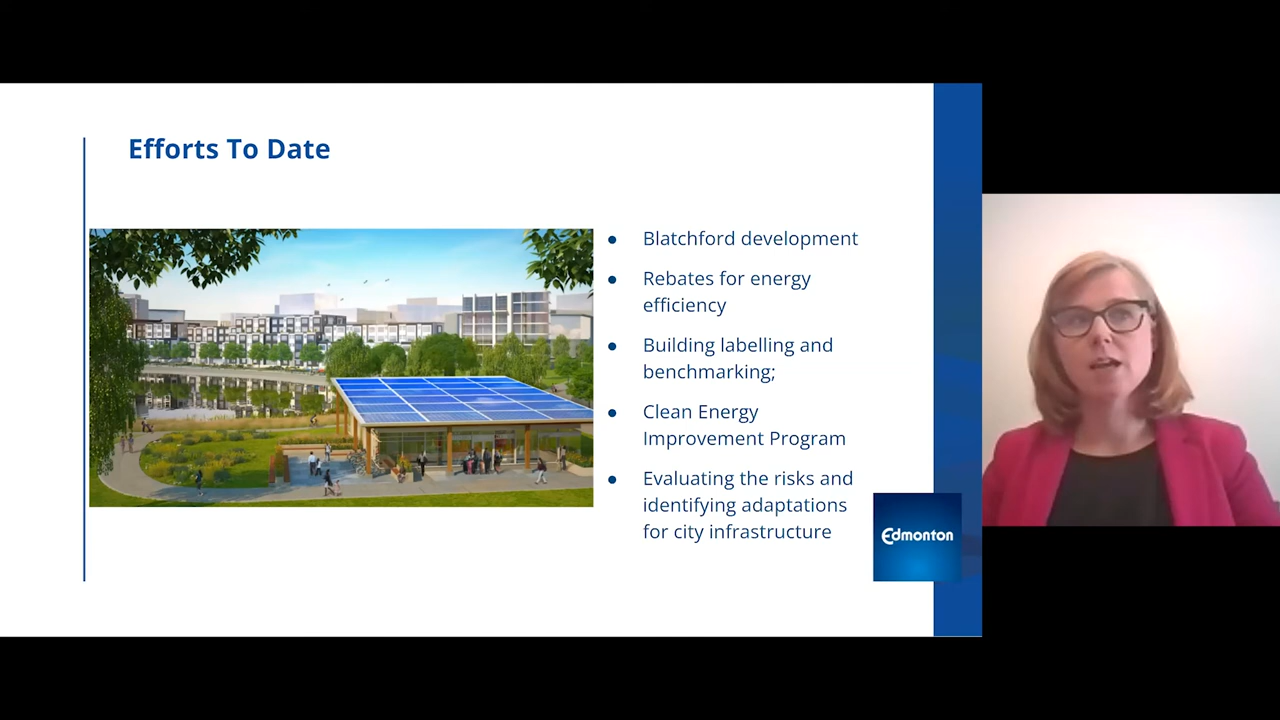 Efforts To Date
Blatchford development
Rebates for energy
efficiency
Building labelling and
benchmarking;
Clean Energy
Improvement Program
Evaluating the risks and
identifying adaptations
for city infrastructure
Edmonton